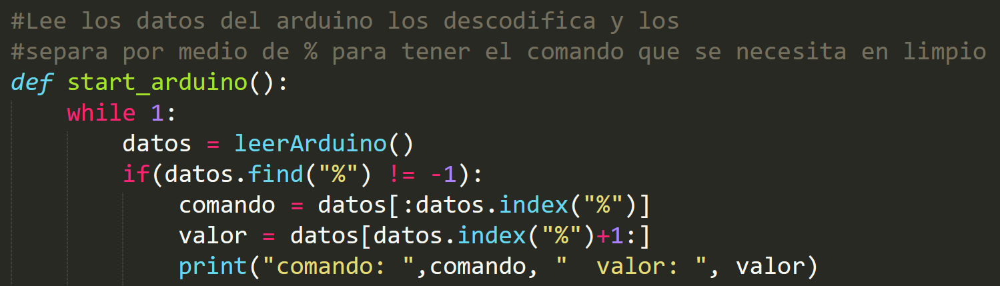 #Lee los datos del arduino los descodifica y los
#separa por medio de % para tener el comando que se necesita en limpio
def start_arduino():
    while 1:
        datos = leerArduino()
        if(datos.find("%") != -1):
            comando = datos[:datos.index("%")]
            valor = datos[datos.index("%")+1:]
            print("comando: ",comando, "  valor: ", valor)